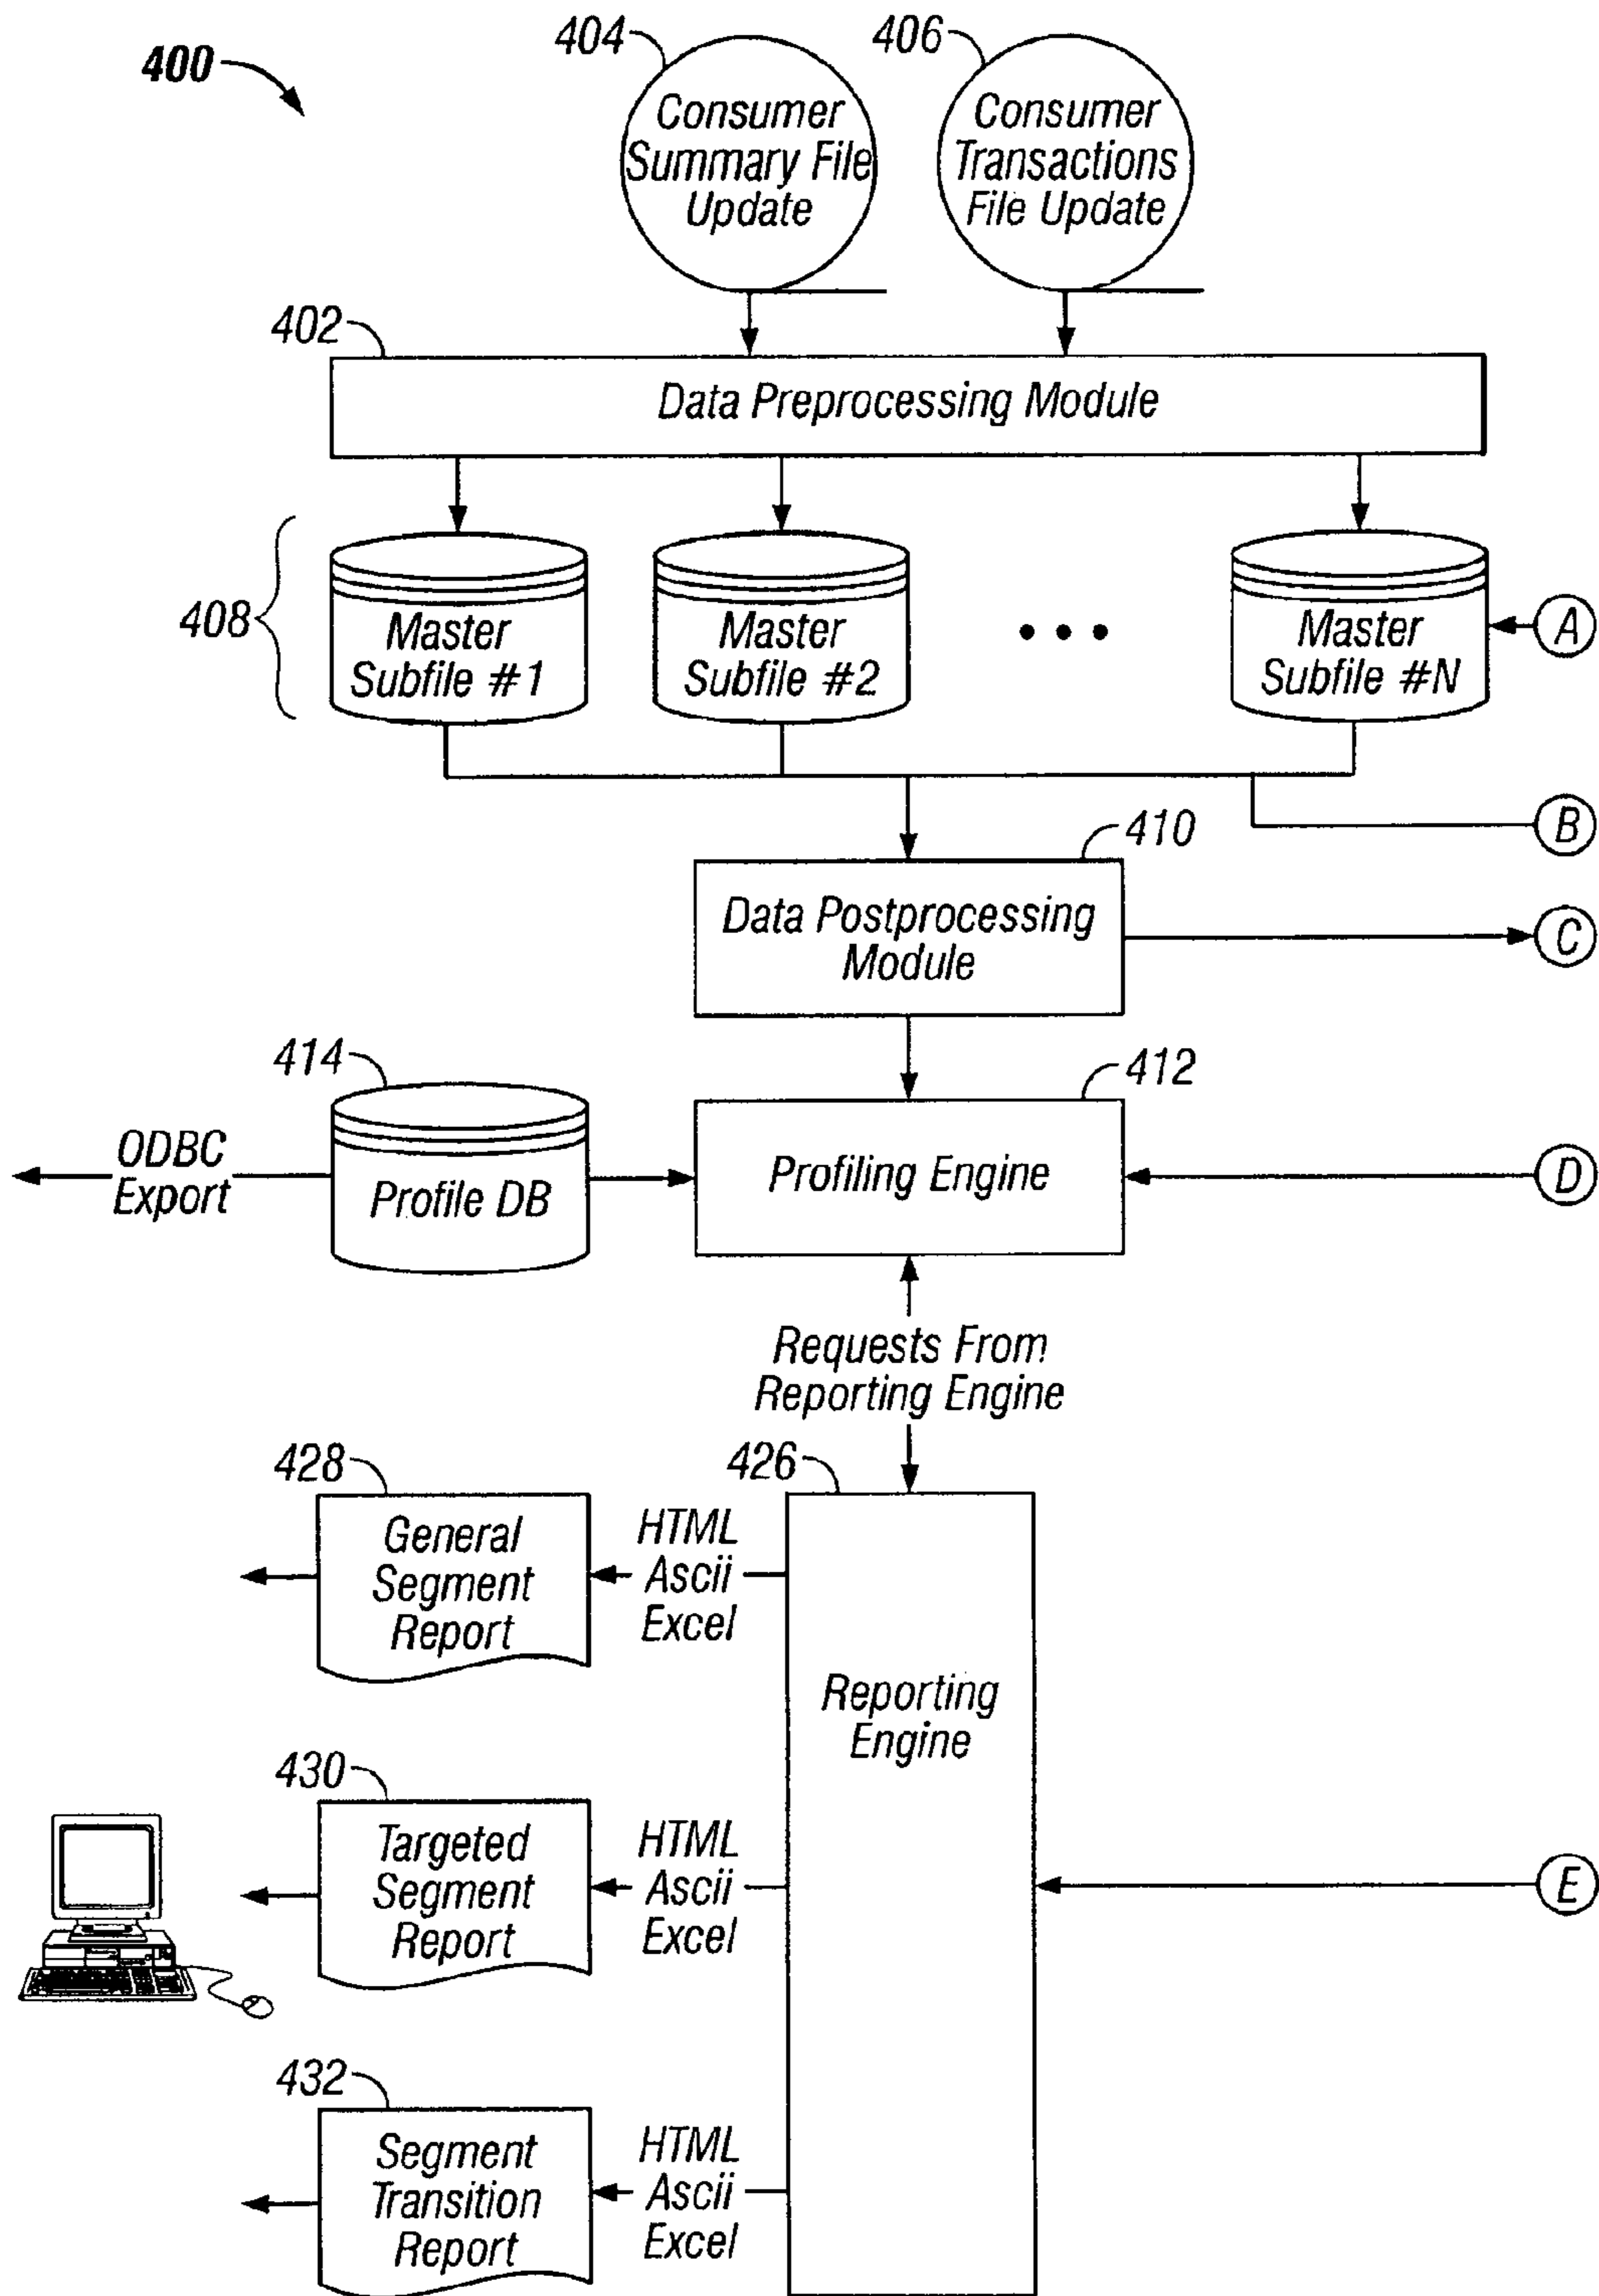 400
404
406
Consumer
Summary File
Update
Consumer
Transactions
File Update
402
Data Preprocessing Module
408
Master
Subfile #1
Master
Subfile #2
• • •
Master
Subfile #N
A
B
410
Data Postprocessing
Module
C
414
412
ODBC
Export
Profile DB
Profiling Engine
D
Requests From
Reporting Engine
428
426
General
Segment
Report
HTML
Ascii
Excel
Reporting
Engine
430
Targeted
Segment
Report
HTML
Ascii
Excel
E
432
Segment
Transition
Report
HTML
Ascii
Excel